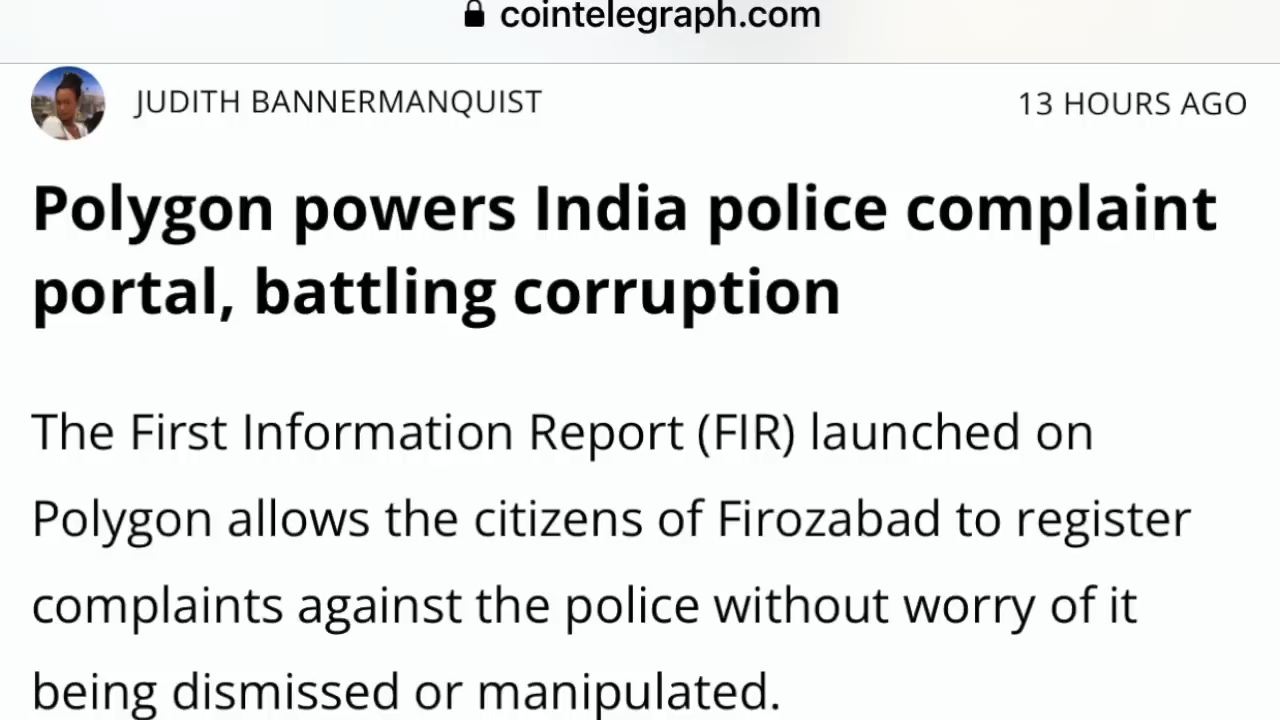 cointelegraph.com
JUDITH BANNERMANQUIST
13 HOURS AGO
Polygon powers India police complaint
portal, battling corruption
The First Information Report (FIR) launched on
Polygon allows the citizens of Firozabad to register
complaints against the police without worry of it
being dismissed or manipulated.